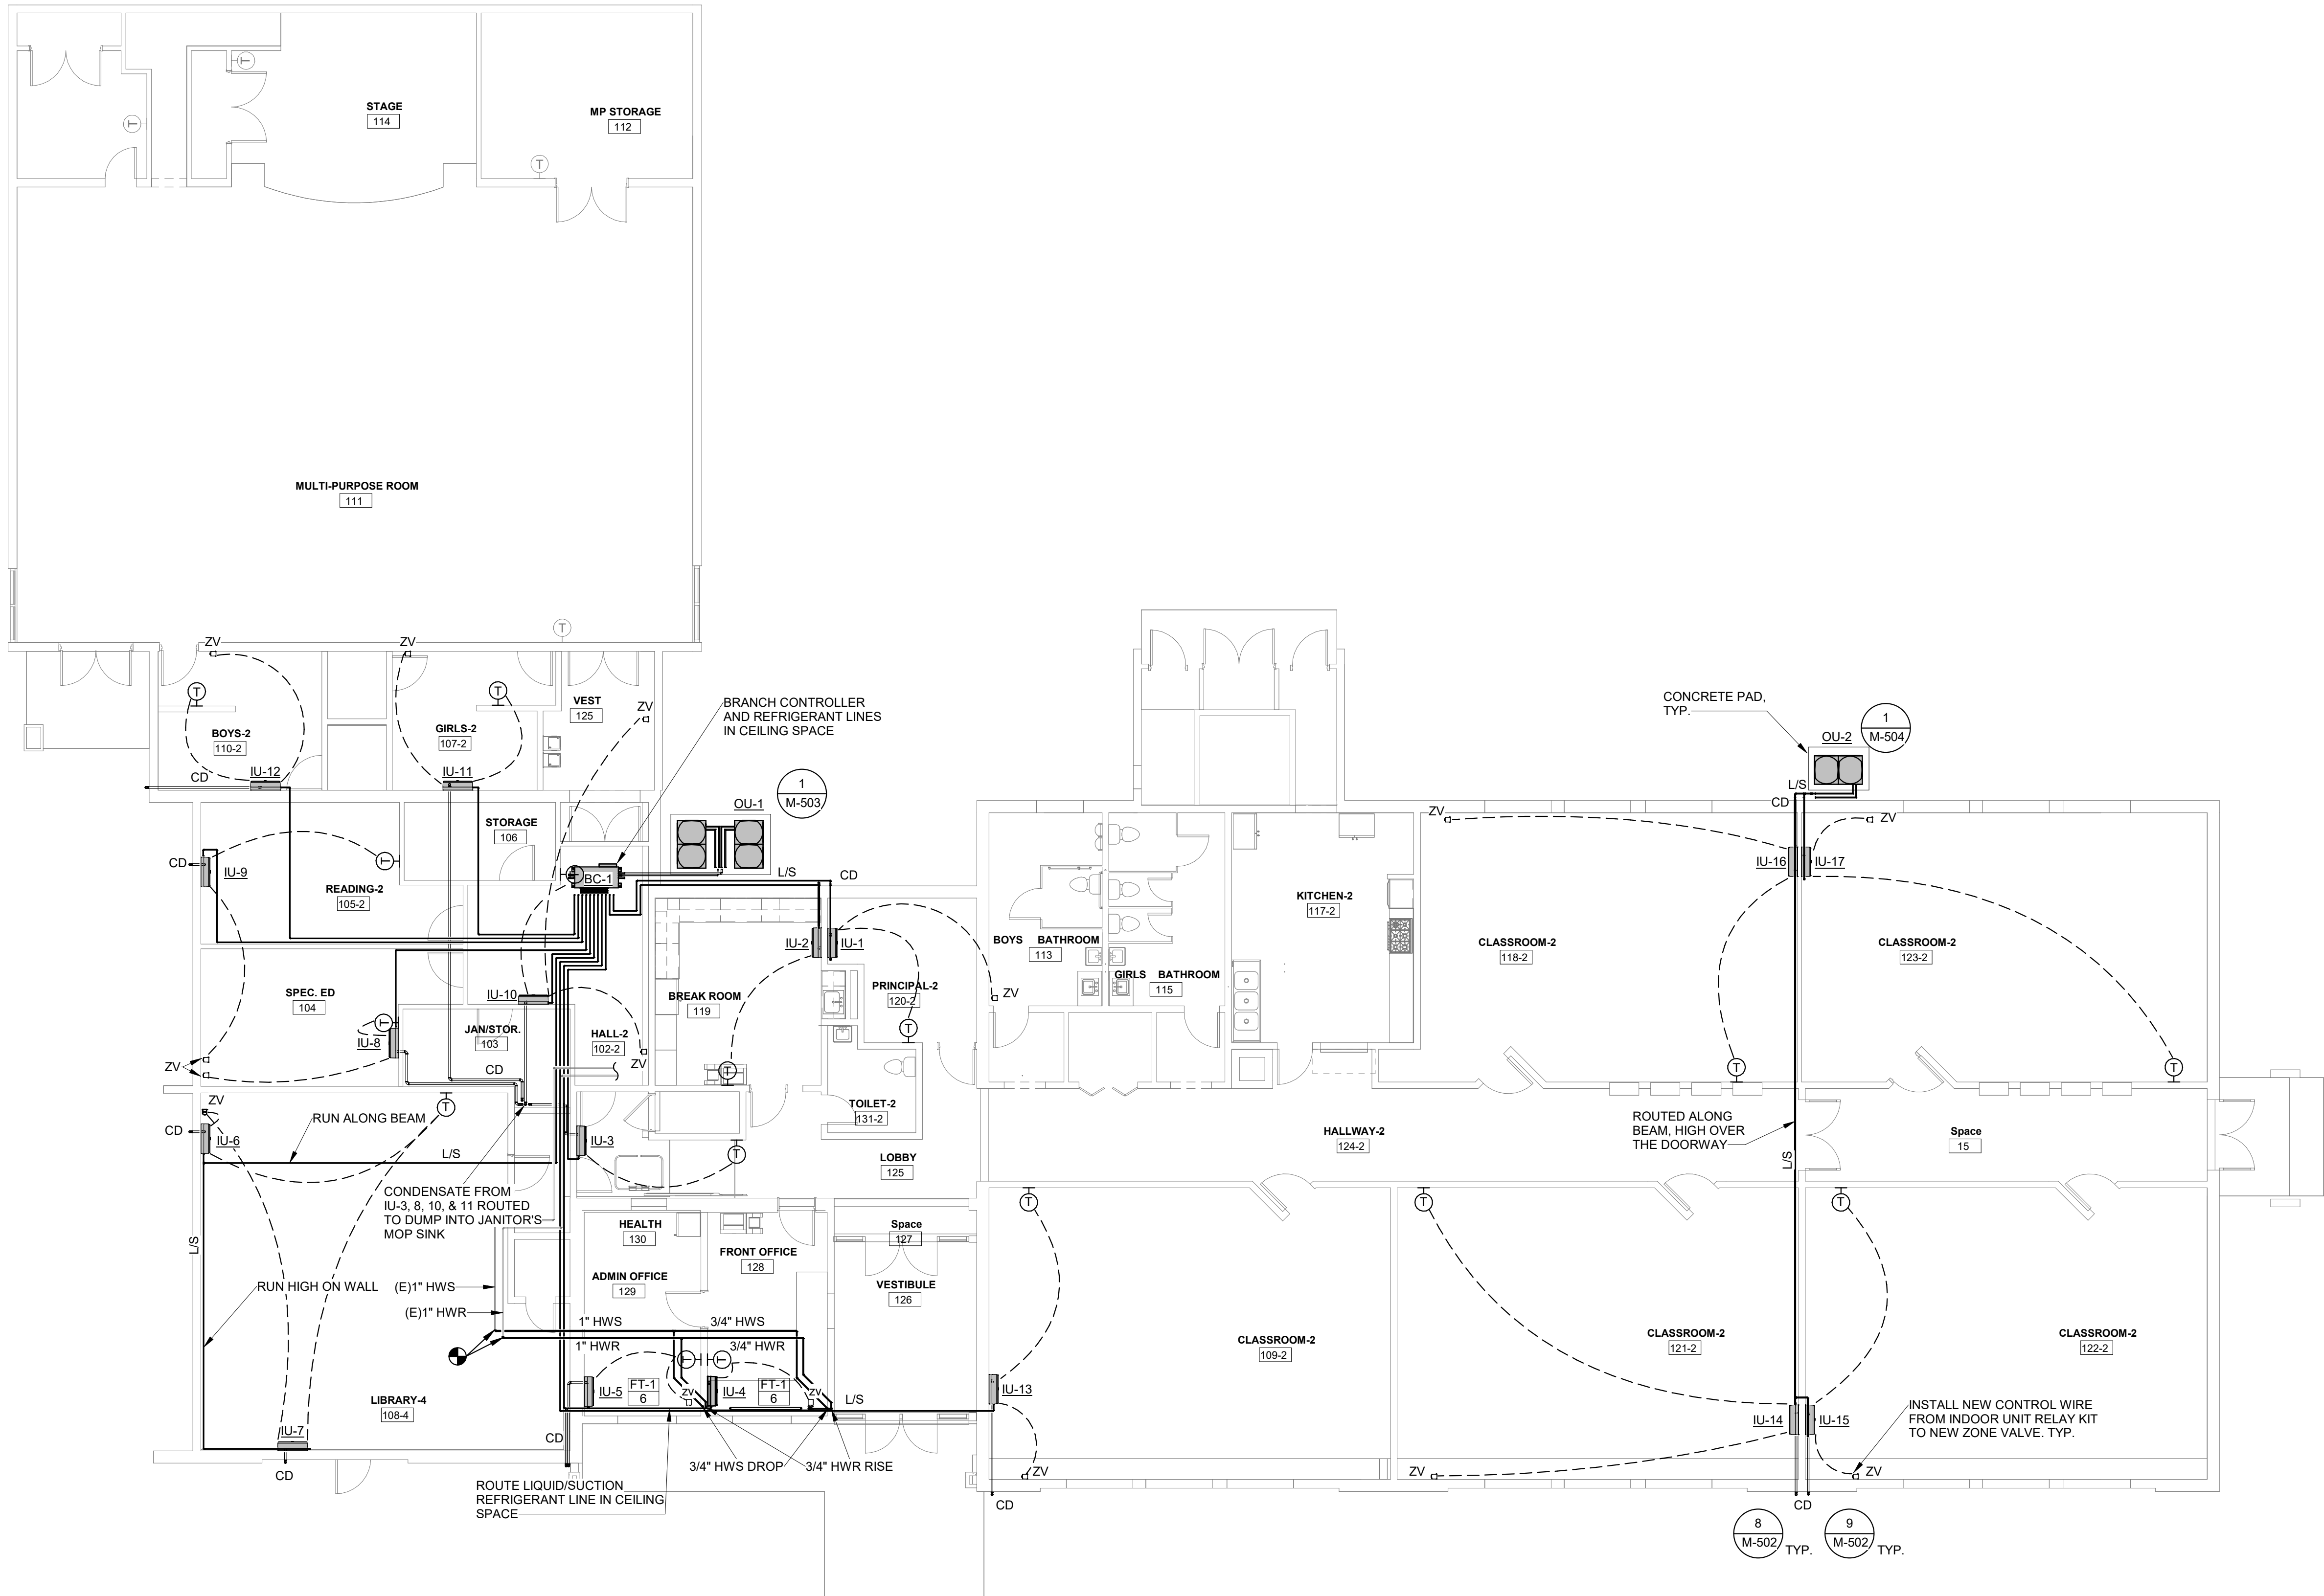 T
STAGE
114
MP STORAGE
112
T
T
MULTI-PURPOSE ROOM
111
T
ZV
ZV
T
T
VEST
125
ZV
BOYS-2
110-2
GIRLS-2
107-2
BRANCH CONTROLLER
AND REFRIGERANT LINES
IN CEILING SPACE
CONCRETE PAD,
TYP.
1
M-504
OU-2
CD
IU-12
IU-11
1
M-503
OU-1
L/S
CD
STORAGE
106
CD
IU-9
T
READING-2
105-2
BC-1
L/S
CD
ZV
ZV
IU-16
IU-17
KITCHEN-2
117-2
IU-2
IU-1
BOYS BATHROOM
113
GIRLS BATHROOM
115
CLASSROOM-2
118-2
CLASSROOM-2
123-2
SPEC. ED
104
IU-10
BREAK ROOM
119
PRINCIPAL-2
120-2
ZV
T
IU-8
JAN/STOR.
103
HALL-2
102-2
ZV
T
T
T
T
ZV
CD
ZV
T
RUN ALONG BEAM
TOILET-2
131-2
ROUTED ALONG
BEAM, HIGH OVER
THE DOORWAY
CD
IU-6
IU-3
T
L/S
LOBBY
125
HALLWAY-2
124-2
L/S
Space
15
CONDENSATE FROM
IU-3, 8, 10, & 11 ROUTED
TO DUMP INTO JANITOR'S
MOP SINK
T
T
T
L/S
HEALTH
130
Space
127
FRONT OFFICE
128
RUN HIGH ON WALL
(E)1" HWS
(E)1" HWR
ADMIN OFFICE
129
VESTIBULE
126
1" HWS
3/4" HWS
1" HWR
3/4" HWR
CLASSROOM-2
109-2
CLASSROOM-2
121-2
CLASSROOM-2
122-2
T
T
IU-5
FT-1
6
ZV
IU-4
FT-1
6
ZV
L/S
IU-13
LIBRARY-4
108-4
IU-7
CD
CD
IU-14
IU-15
INSTALL NEW CONTROL WIRE
FROM INDOOR UNIT RELAY KIT
TO NEW ZONE VALVE. TYP.
3/4" HWS DROP
3/4" HWR RISE
ZV
ZV
ZV
ROUTE LIQUID/SUCTION
REFRIGERANT LINE IN CEILING
SPACE
CD
CD
8
M-502
TYP.
9
M-502
TYP.